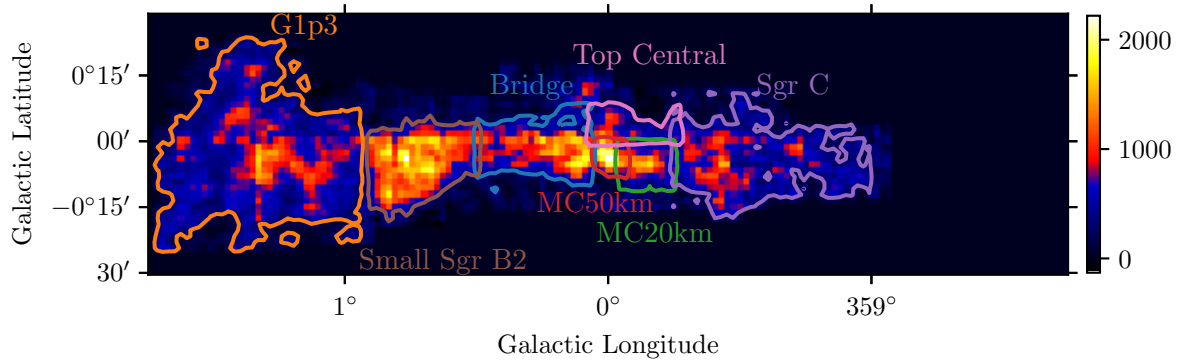 G1p3
Top Central
Bridge
Sgr C
MC50km
MC20km
Small Sgr B2
Galactic Latitude
0°15′
00′
−0°15′
30′
1°
0°
359°
Galactic Longitude
2000
1000
0